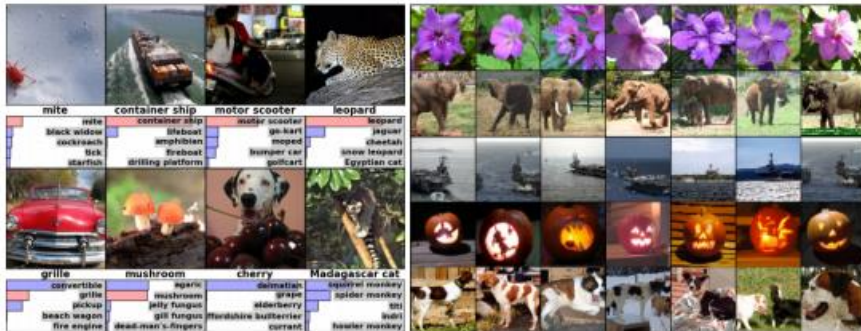 mite
container ship
motor scooter
leopard
mite
black widow
cockroach
tick
starfish
container ship
lifeboat
amphibian
fireboat
drilling platform
motor scooter
go-kart
moped
bumper car
golfcart
leopard
jaguar
cheetah
snow leopard
Egyptian cat
grille
mushroom
cherry
Madagascar cat
convertible
grille
pickup
beach wagon
fire engine
agaric
mushroom
jelly fungus
gill fungus
dead-man's-fingers
dalmatian
grape
elderberry
ffordshire bullterrier
currant
squirrel monkey
spider monkey
titi
indri
howler monkey